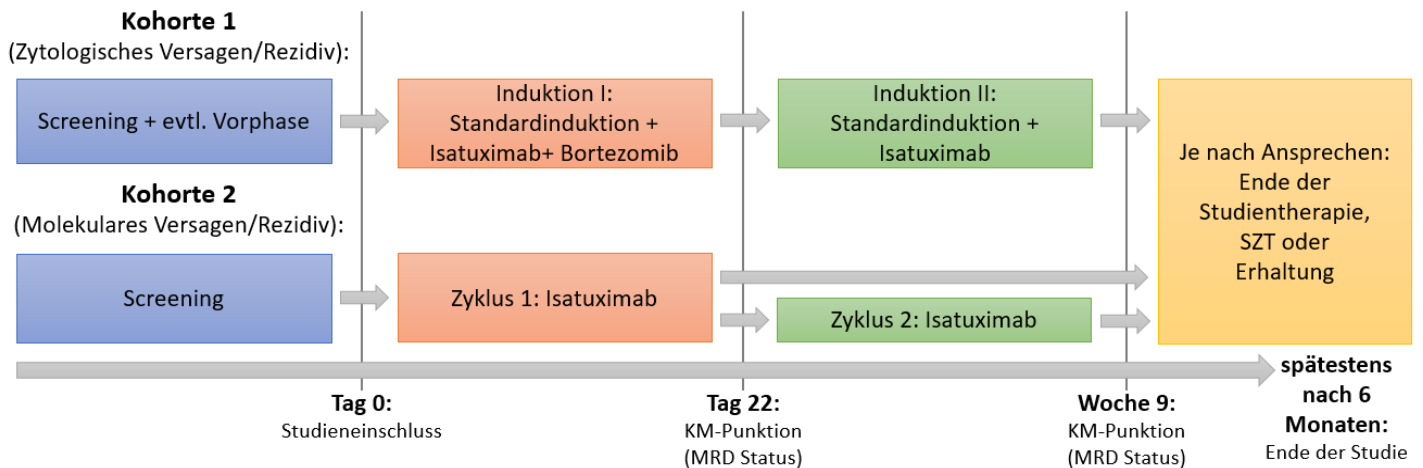 Kohorte 1
(Zytologisches Versagen/Rezidiv):
Screening + evtl. Vorphase
Induktion I:
Standardinduktion +
Isatuximab+ Bortezomib
Induktion II:
Standardinduktion +
Isatuximab
Je nach Ansprechen:
Ende der
Studientherapie,
SZT oder
Erhaltung
Kohorte 2
(Molekulares Versagen/Rezidiv):
Screening
Zyklus 1: Isatuximab
Zyklus 2: Isatuximab
Tag 0:
Studieneinschluss
Tag 22:
KM-Punktion
(MRD Status)
Woche 9:
KM-Punktion
(MRD Status)
spätestens
nach 6
Monaten:
Ende der Studie